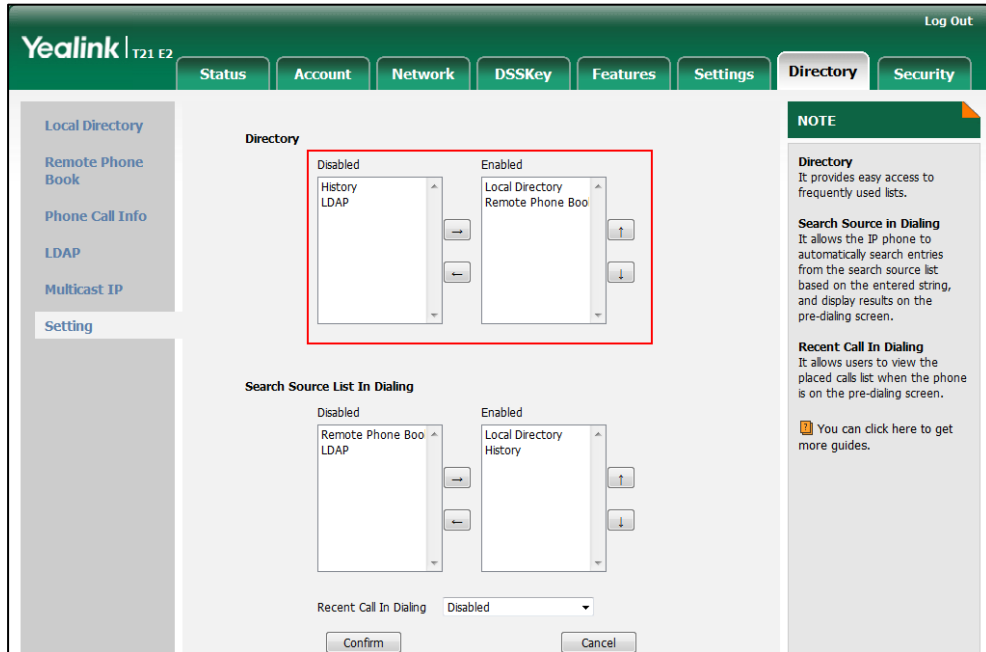 Log Out
Yealink | T21 E2
Status Account Network DSSKey Features Settings Directory Security
Local Directory
Remote Phone
Book
Phone Call Info
LDAP
Multicast IP
Setting
Directory
Disabled Enabled
History Local Directory
LDAP Remote Phone Boo
→ ↑
← ↓
Search Source List In Dialing
Disabled Enabled
Remote Phone Boo Local Directory
LDAP History
→ ↑
← ↓
Recent Call In Dialing Disabled
Confirm Cancel
NOTE
Directory
It provides easy access to
frequently used lists.
Search Source in Dialing
It allows the IP phone to
automatically search entries
from the search source list
based on the entered string,
and display results on the
pre-dialing screen.
Recent Call In Dialing
It allows users to view the
placed calls list when the phone
is on the pre-dialing screen.
? You can click here to get
more guides.